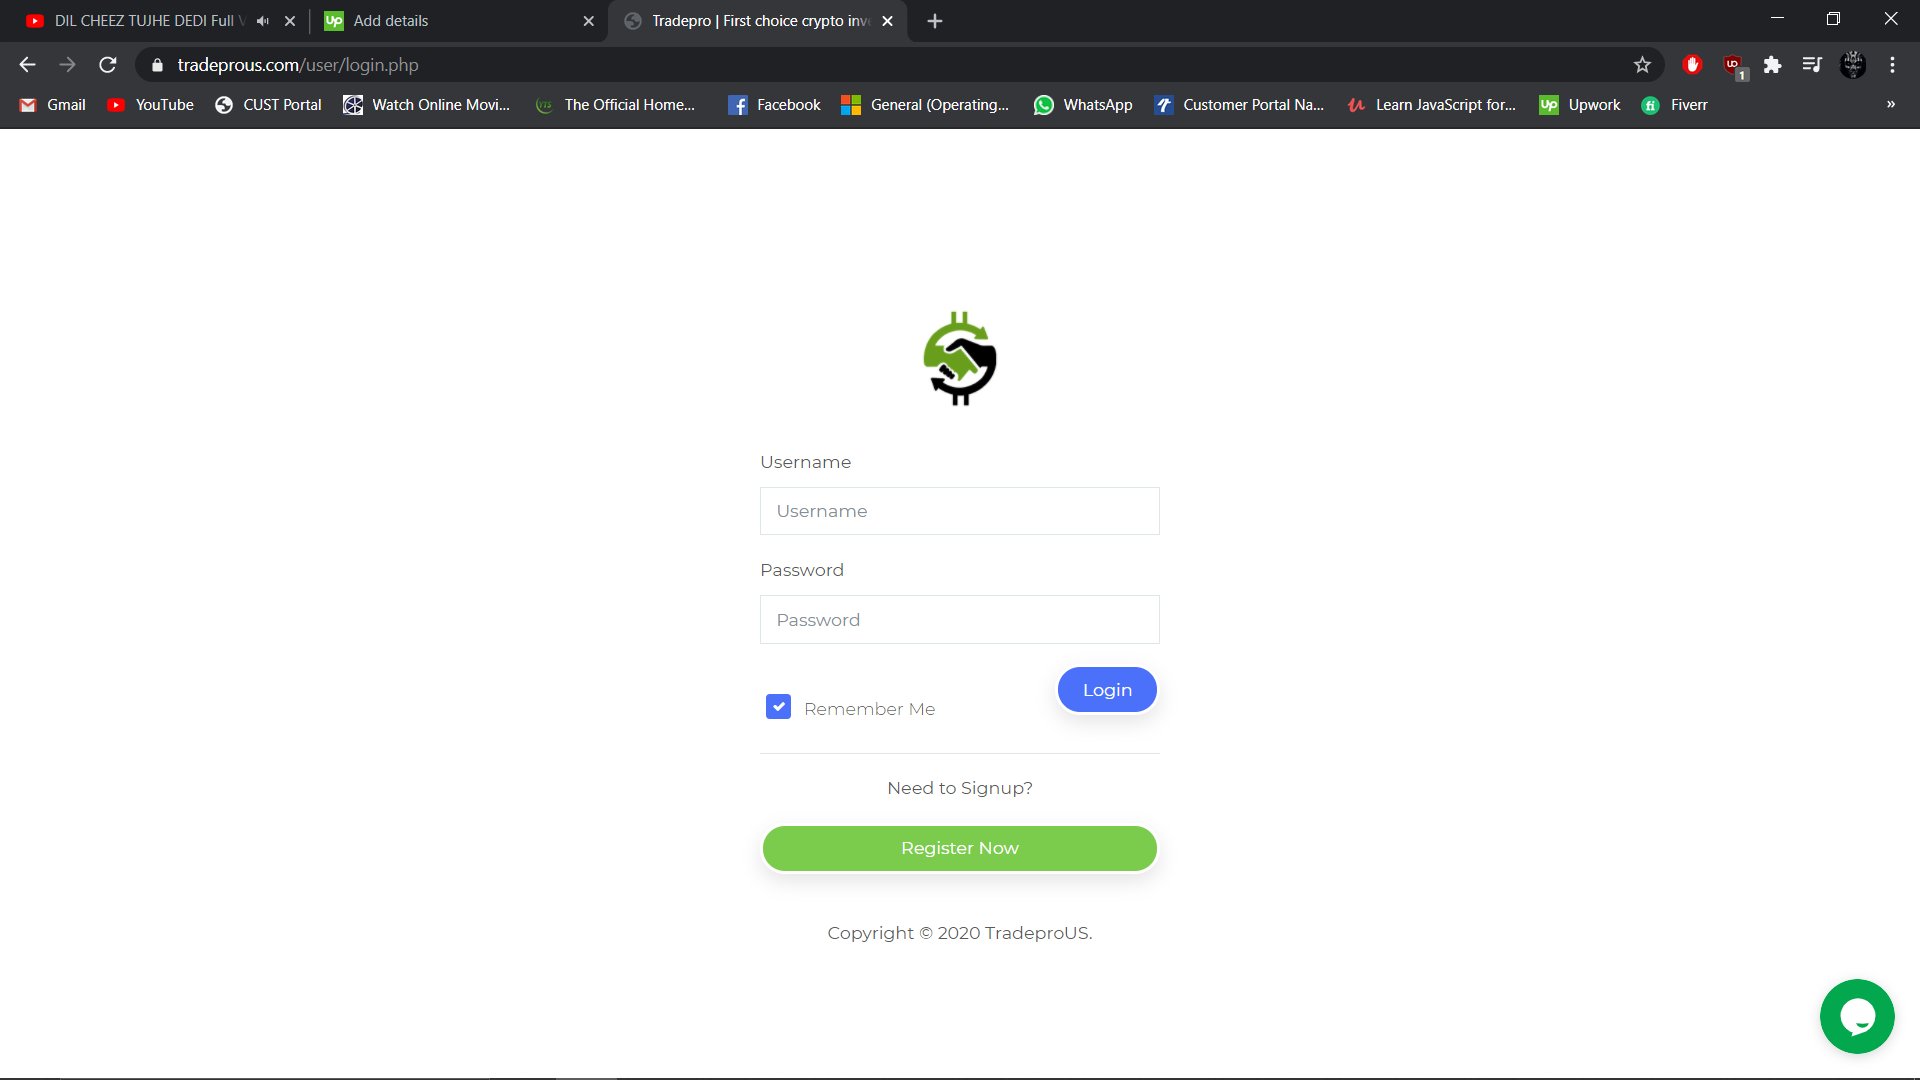 DIL CHEEZ TUJHE DEDI Full
Add details
Tradepro | First choice crypto inv
tradeprous.com/user/login.php
1
Gmail
YouTube
CUST Portal
Watch Online Movi...
The Official Home...
Facebook
General (Operating...
WhatsApp
Customer Portal Na...
Learn JavaScript for...
Upwork
Fiverr
»
Username
Username
Password
Password
Login
Remember Me
Need to Signup?
Register Now
Copyright © 2020 TradeproUS.